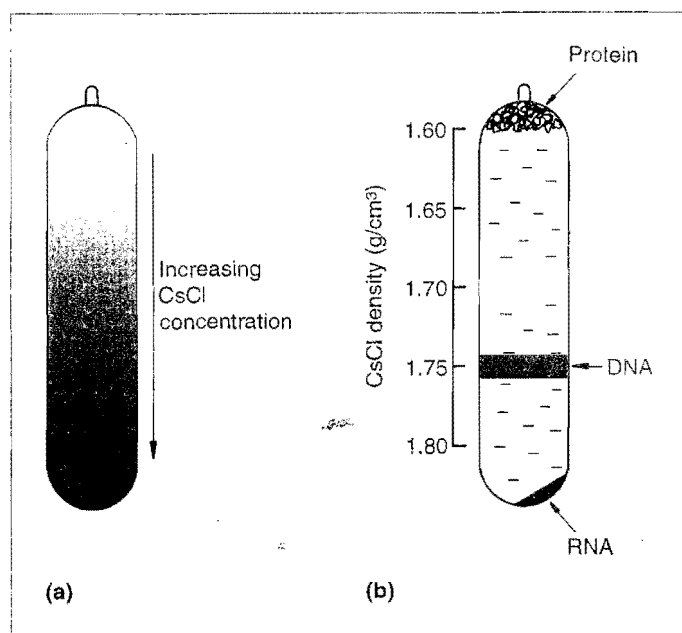 Protein
1.60
1.65
1.70
1.75
1.80
CsCl density (g/cm³)
Increasing
CsCl
concentration
DNA
RNA
(a)
(b)